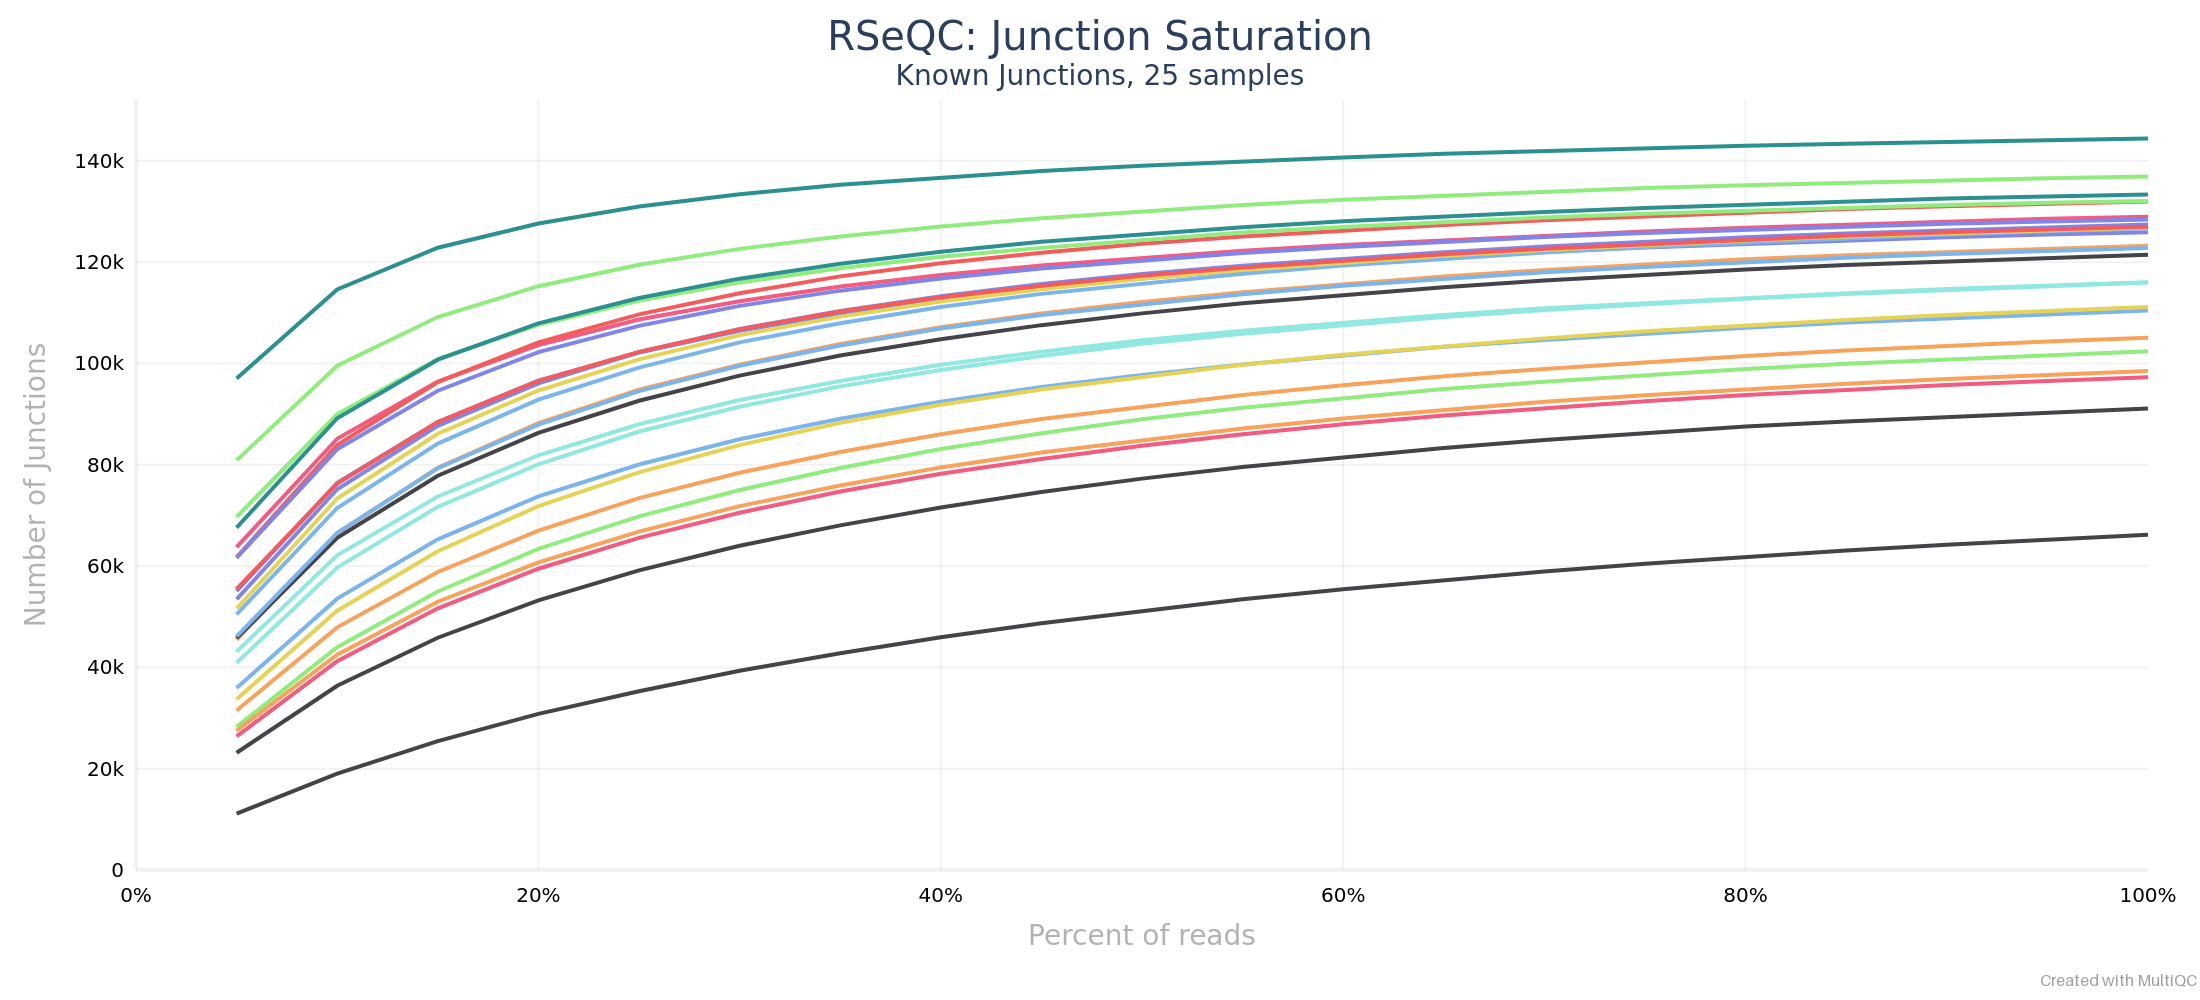 RSeQC: Junction Saturation
Known Junctions, 25 samples
Number of Junctions
140k
120k
100k
80k
60k
40k
20k
0
0%
20%
40%
60%
80%
100%
Percent of reads
Created with MultiQC